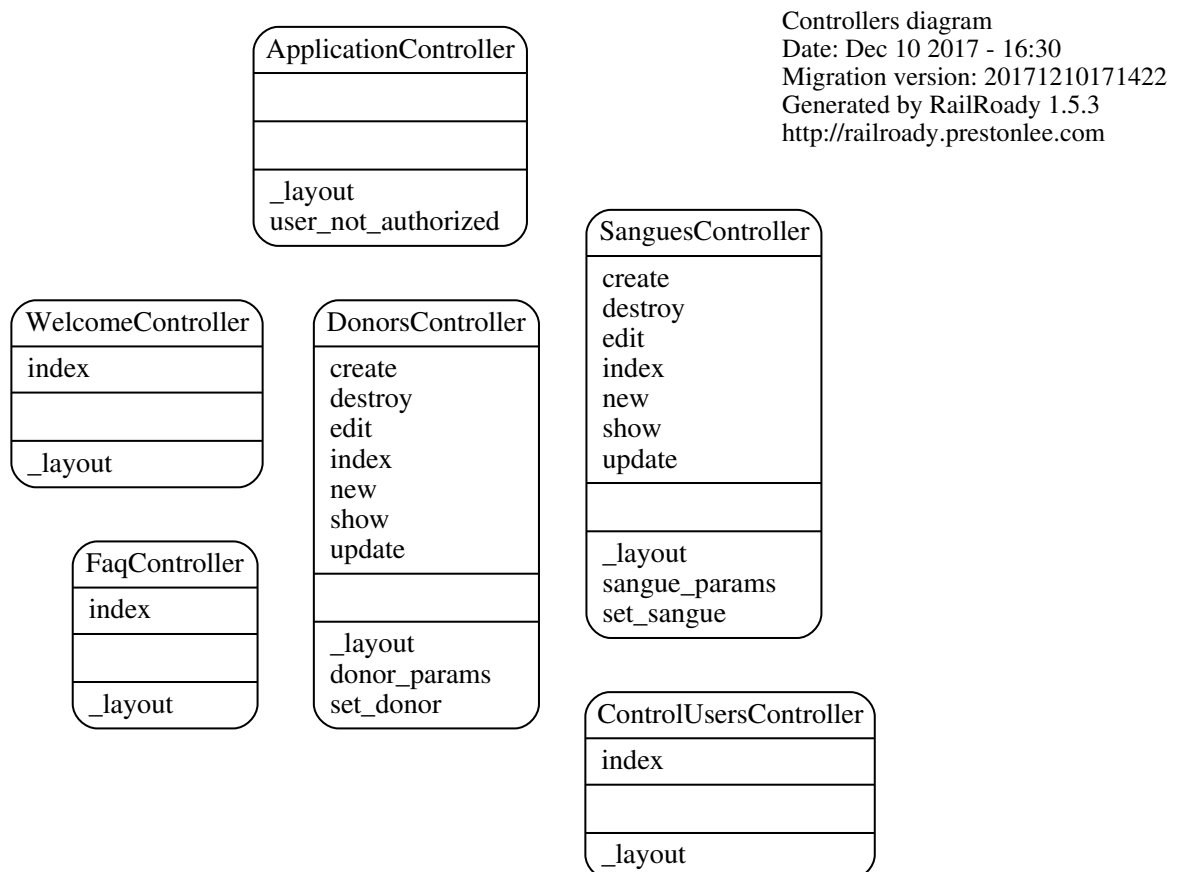 Controllers diagram
Date: Dec 10 2017 - 16:30
Migration version: 20171210171422
Generated by RailRoady 1.5.3
http://railroady.prestonlee.com
ApplicationController
_layout
user_not_authorized
SanguesController
create
destroy
edit
index
new
show
update
_layout
sangue_params
set_sangue
WelcomeController
index
_layout
DonorsController
create
destroy
edit
index
new
show
update
_layout
donor_params
set_donor
FaqController
index
_layout
ControlUsersController
index
_layout